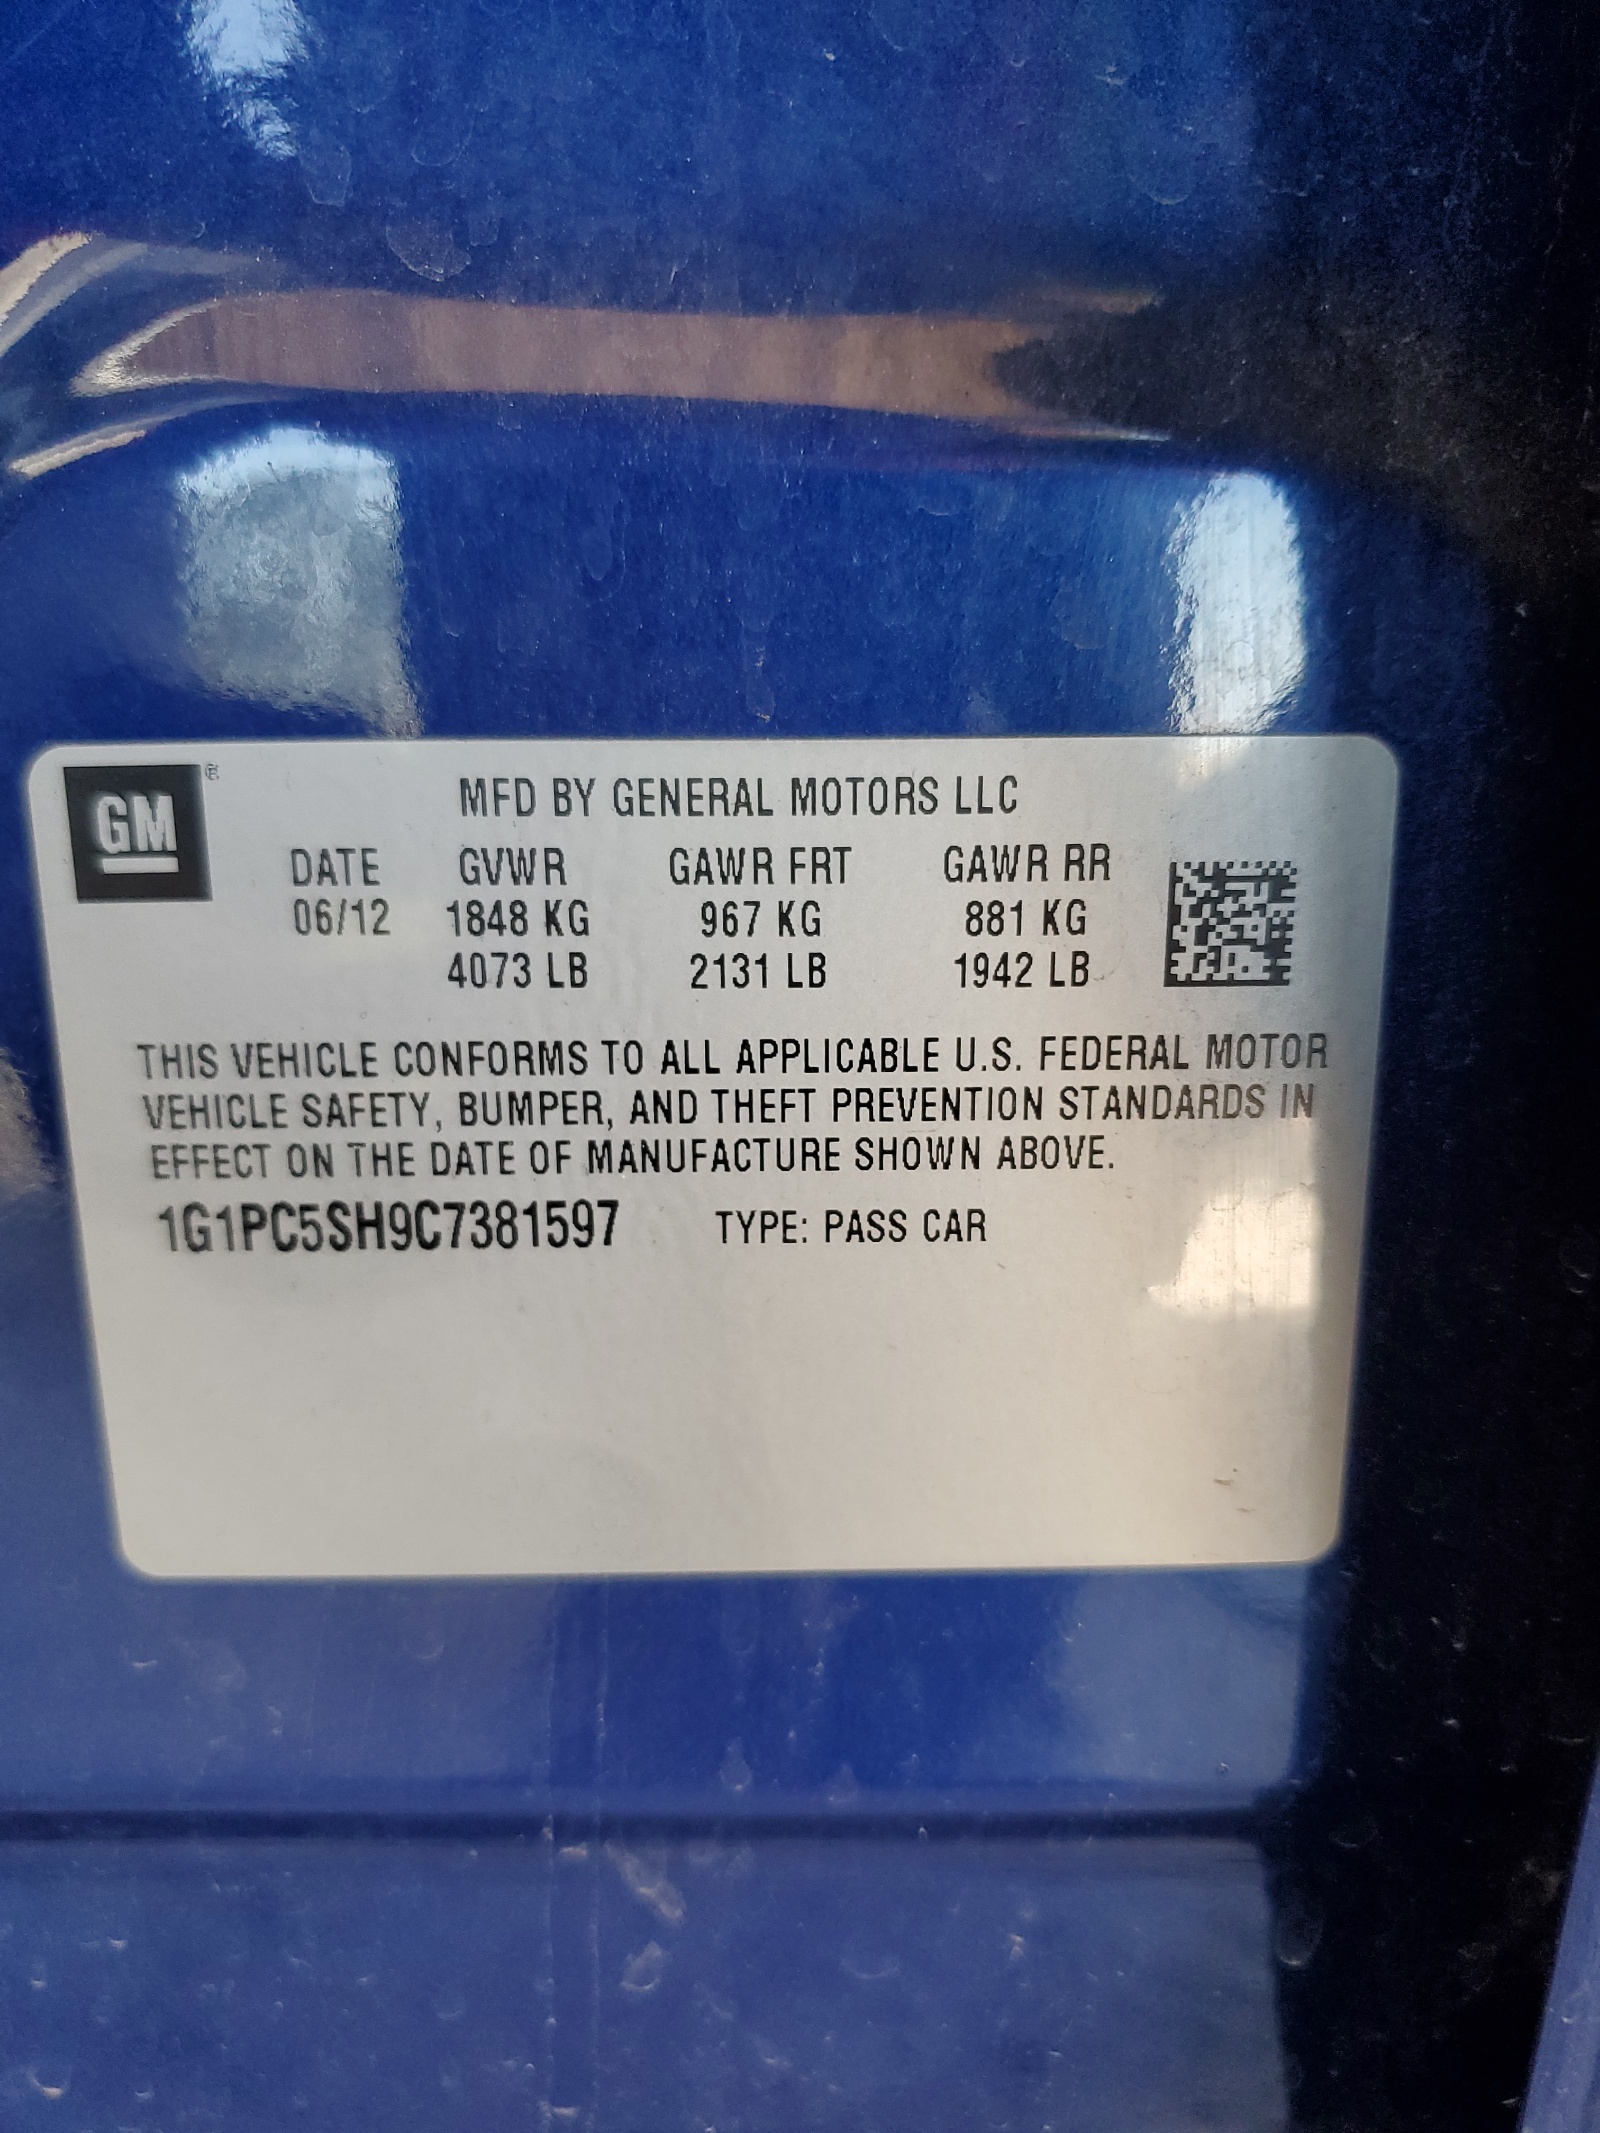 GM ®
MFD BY GENERAL MOTORS LLC
DATE GVWR GAWR FRT GAWR RR
06/12 1848 KG 967 KG 881 KG
4073 LB 2131 LB 1942 LB
THIS VEHICLE CONFORMS TO ALL APPLICABLE U.S. FEDERAL MOTOR
VEHICLE SAFETY, BUMPER, AND THEFT PREVENTION STANDARDS IN
EFFECT ON THE DATE OF MANUFACTURE SHOWN ABOVE.
1G1PC5SH9C7381597 TYPE: PASS CAR